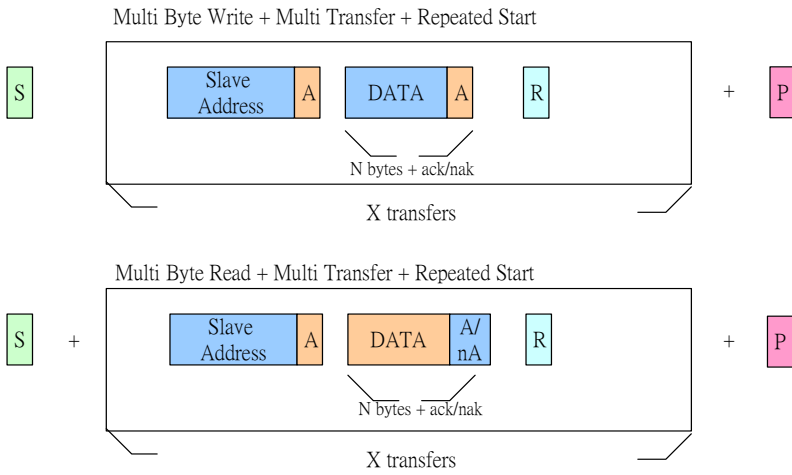 Multi Byte Write + Multi Transfer + Repeated Start
S
Slave
Address
A
DATA
A
R
+
P
N bytes + ack/nak
X transfers
Multi Byte Read + Multi Transfer + Repeated Start
S
+
Slave
Address
A
DATA
A/
nA
R
+
P
N bytes + ack/nak
X transfers